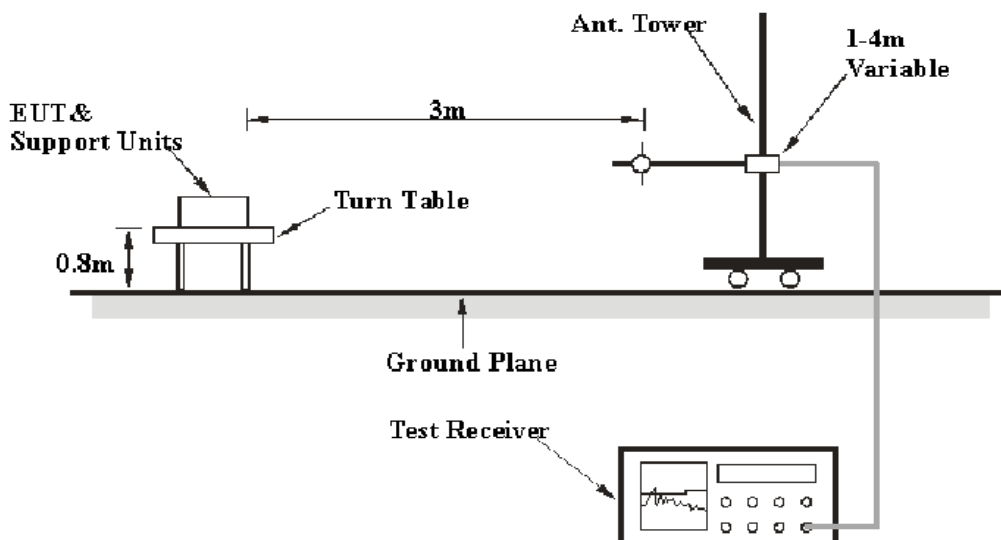 Ant. Tower
1-4m
Variable
EUT&
Support Units
3m
Turn Table
0.8m
Ground Plane
Test Receiver